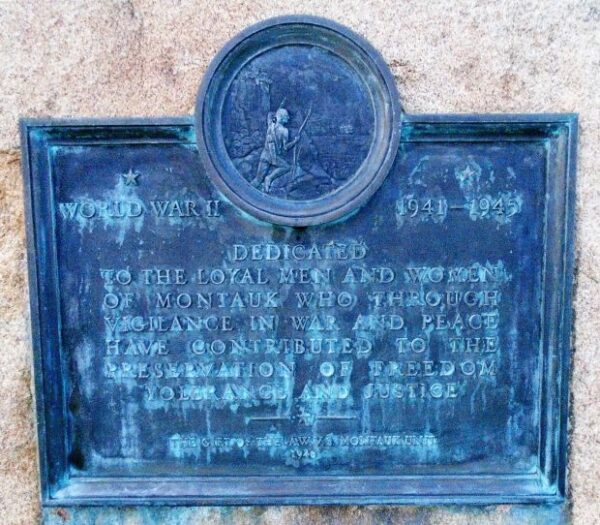 WORLD WAR II 1941 — 1945
DEDICATED
TO THE LOYAL MEN AND WOMEN
OF MONTAUK WHO THROUGH
VIGILANCE IN WAR AND PEACE
HAVE CONTRIBUTED TO THE
PRESERVATION OF FREEDOM
TOLERANCE AND JUSTICE
THE GIFT OF THE A.W.V.S. MONTAUK UNIT